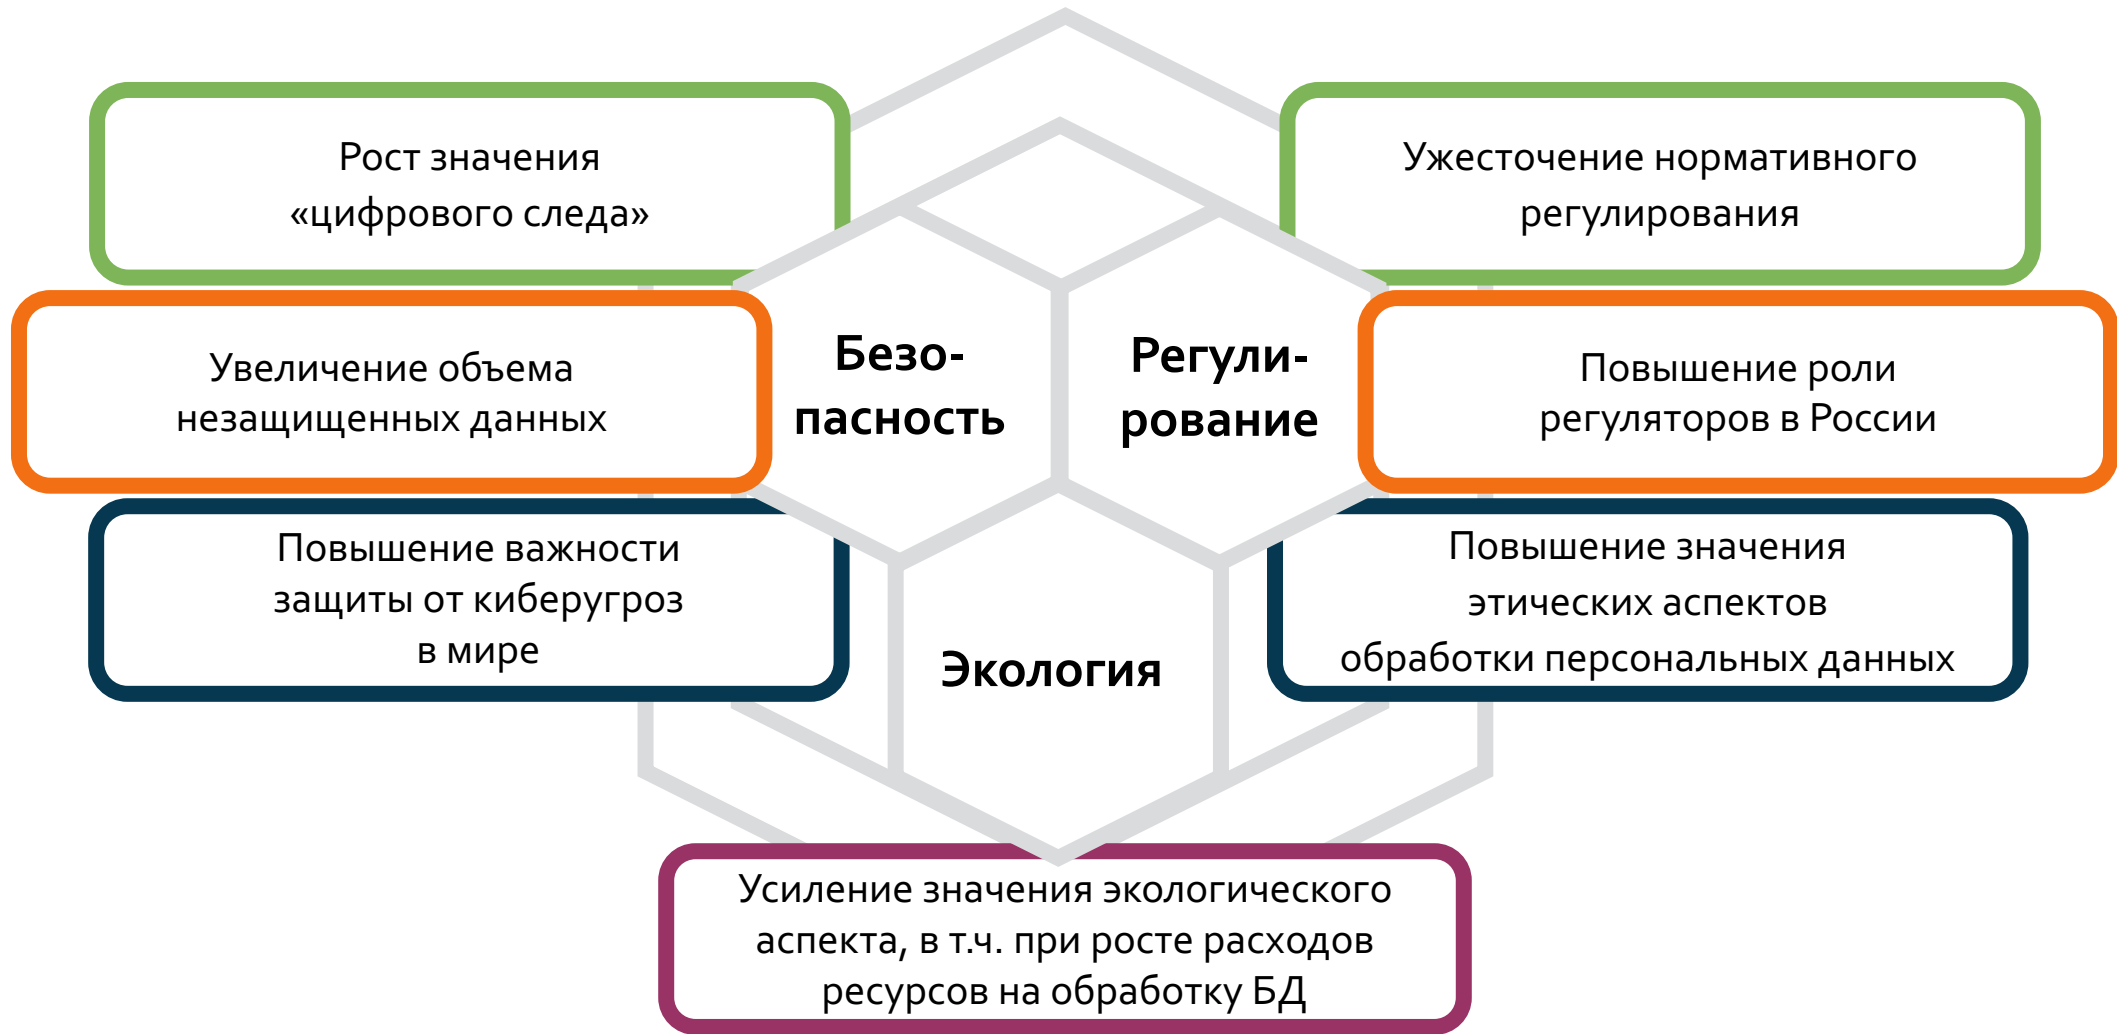 Рост значения
«цифрового следа»
Увеличение объема
незащищенных данных
Повышение важности
защиты от киберугроз
в мире
Безо-
пасность
Регули-
рование
Экология
Ужесточение нормативного
регулирования
Повышение роли
регуляторов в России
Повышение значения
этических аспектов
обработки персональных данных
Усиление значения экологического
аспекта, в т.ч. при росте расходов
ресурсов на обработку БД